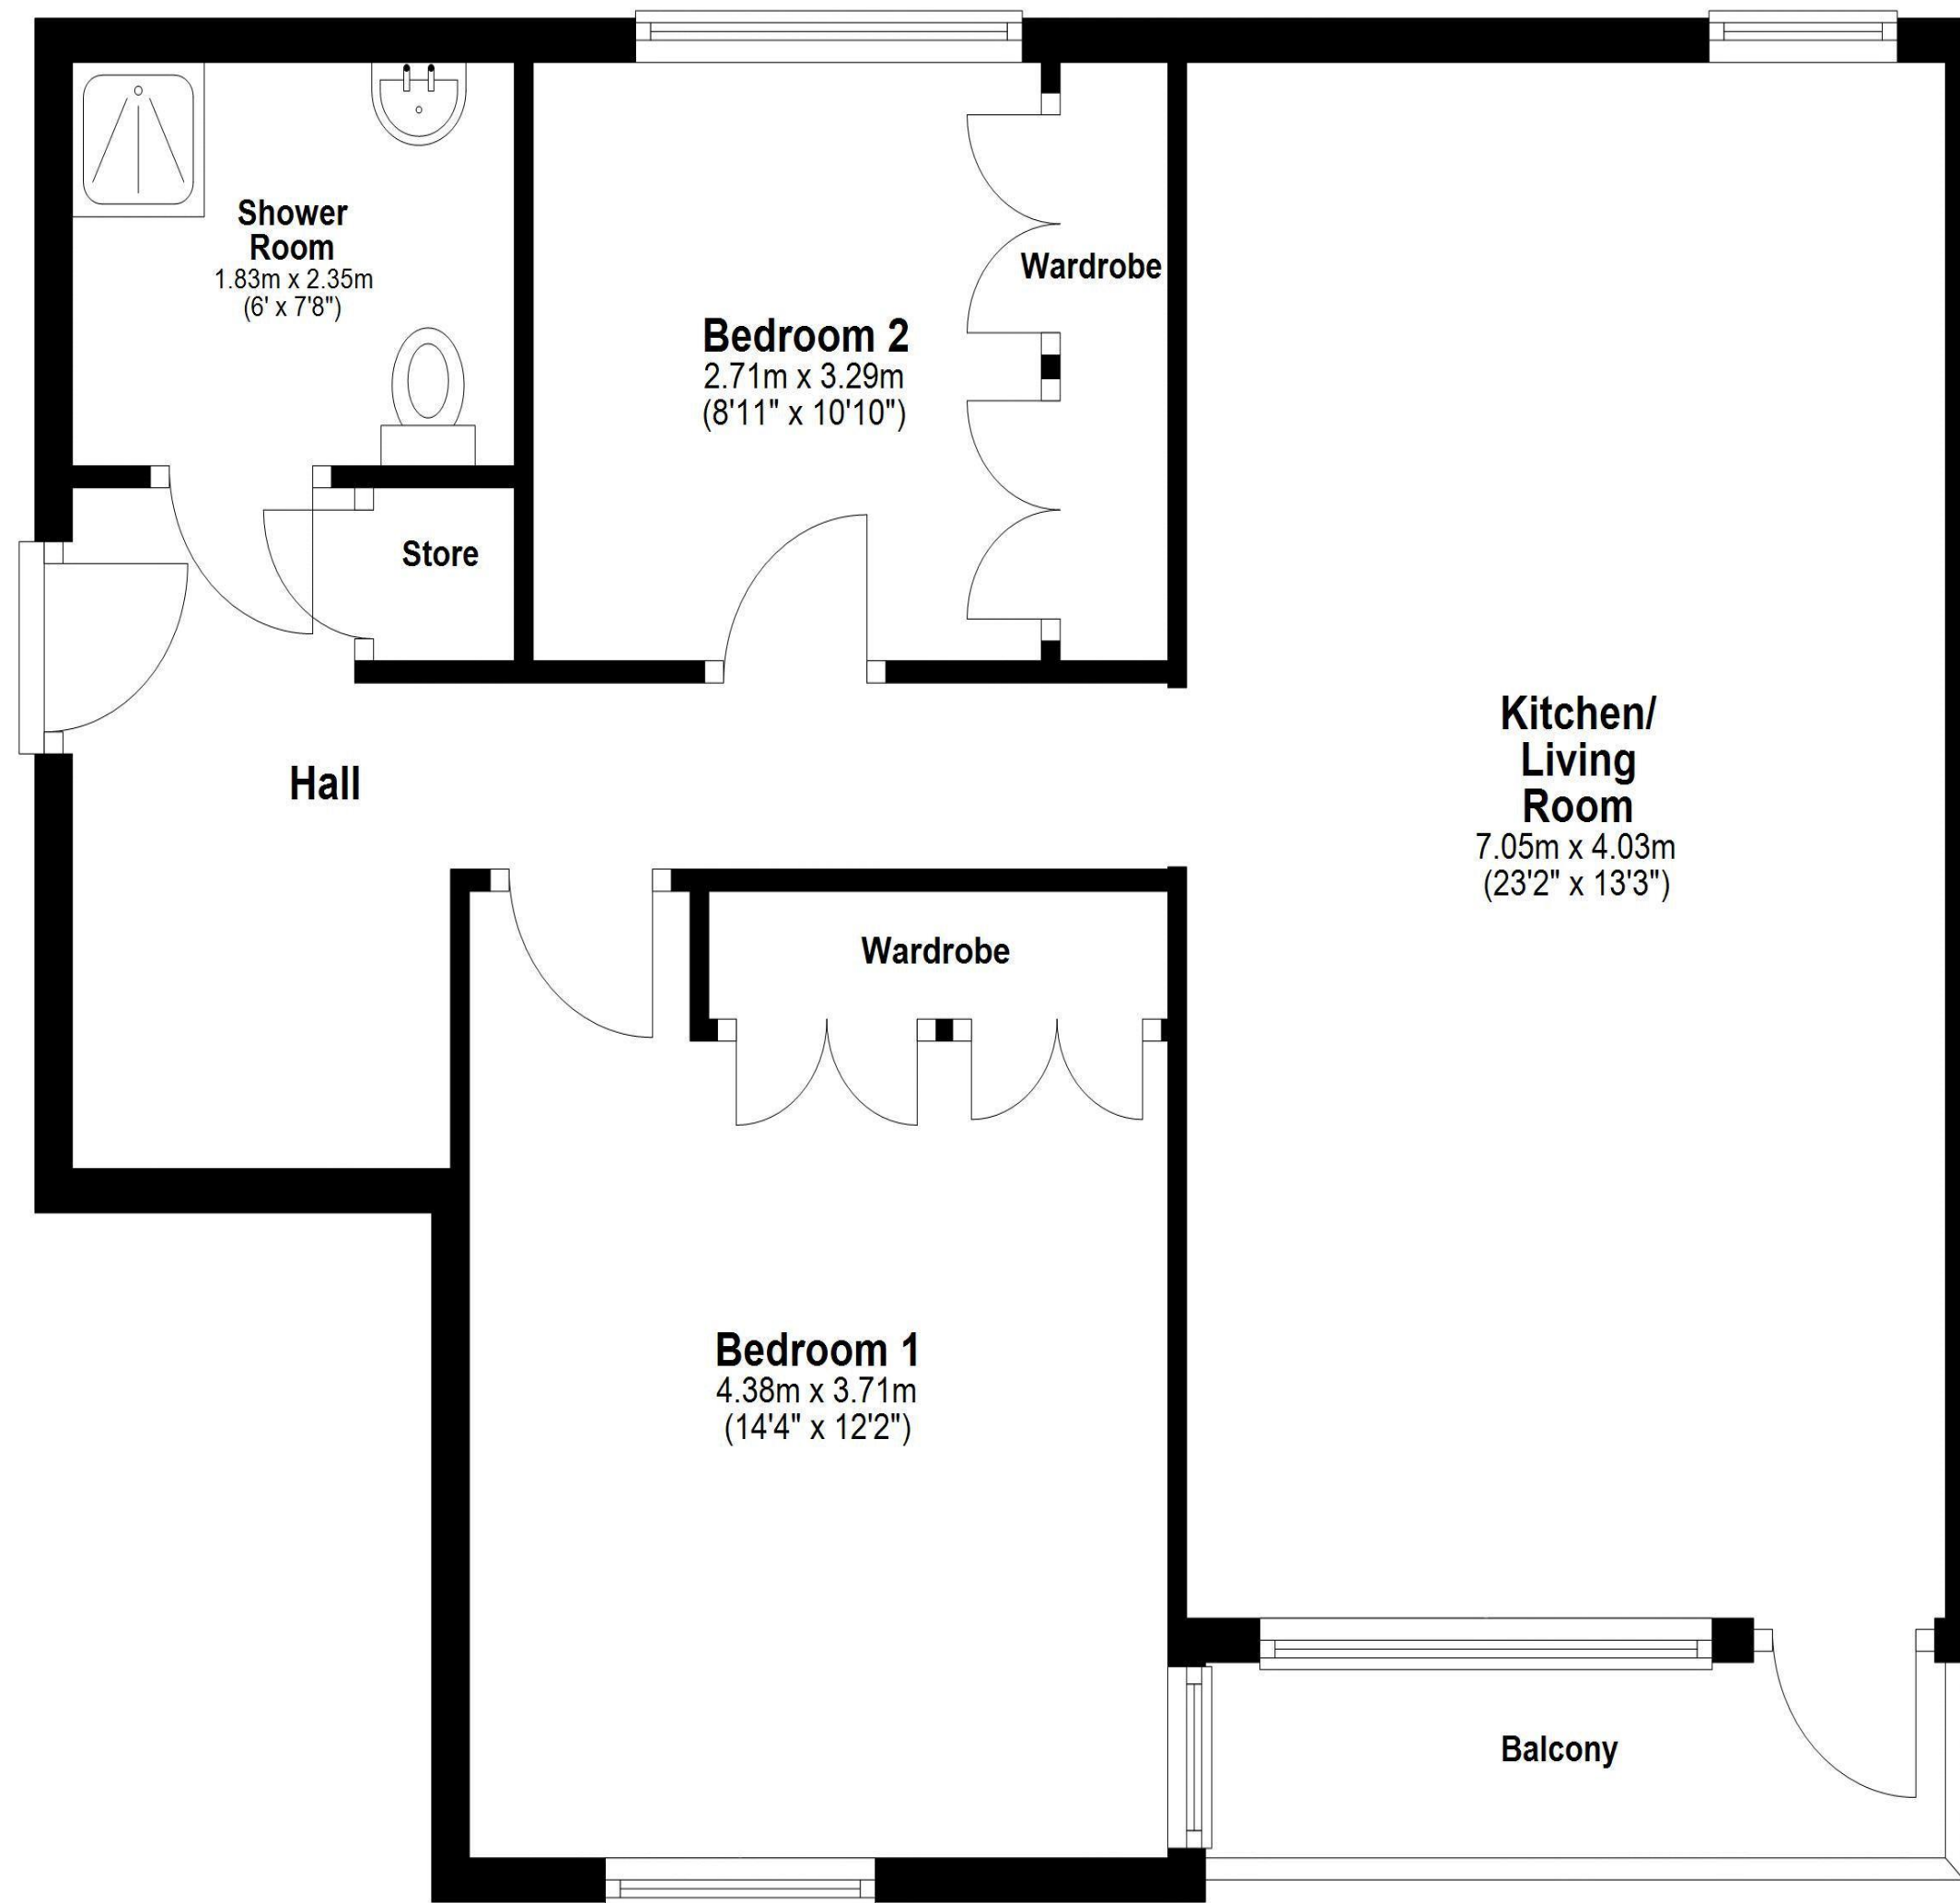 Shower
Room
1.83m x 2.35m
(6' x 7'8")
Wardrobe
Bedroom 2
2.71m x 3.29m
(8'11" x 10'10")
Store
Hall
Kitchen/
Living
Room
7.05m x 4.03m
(23'2" x 13'3")
Wardrobe
Bedroom 1
4.38m x 3.71m
(14'4" x 12'2")
Balcony